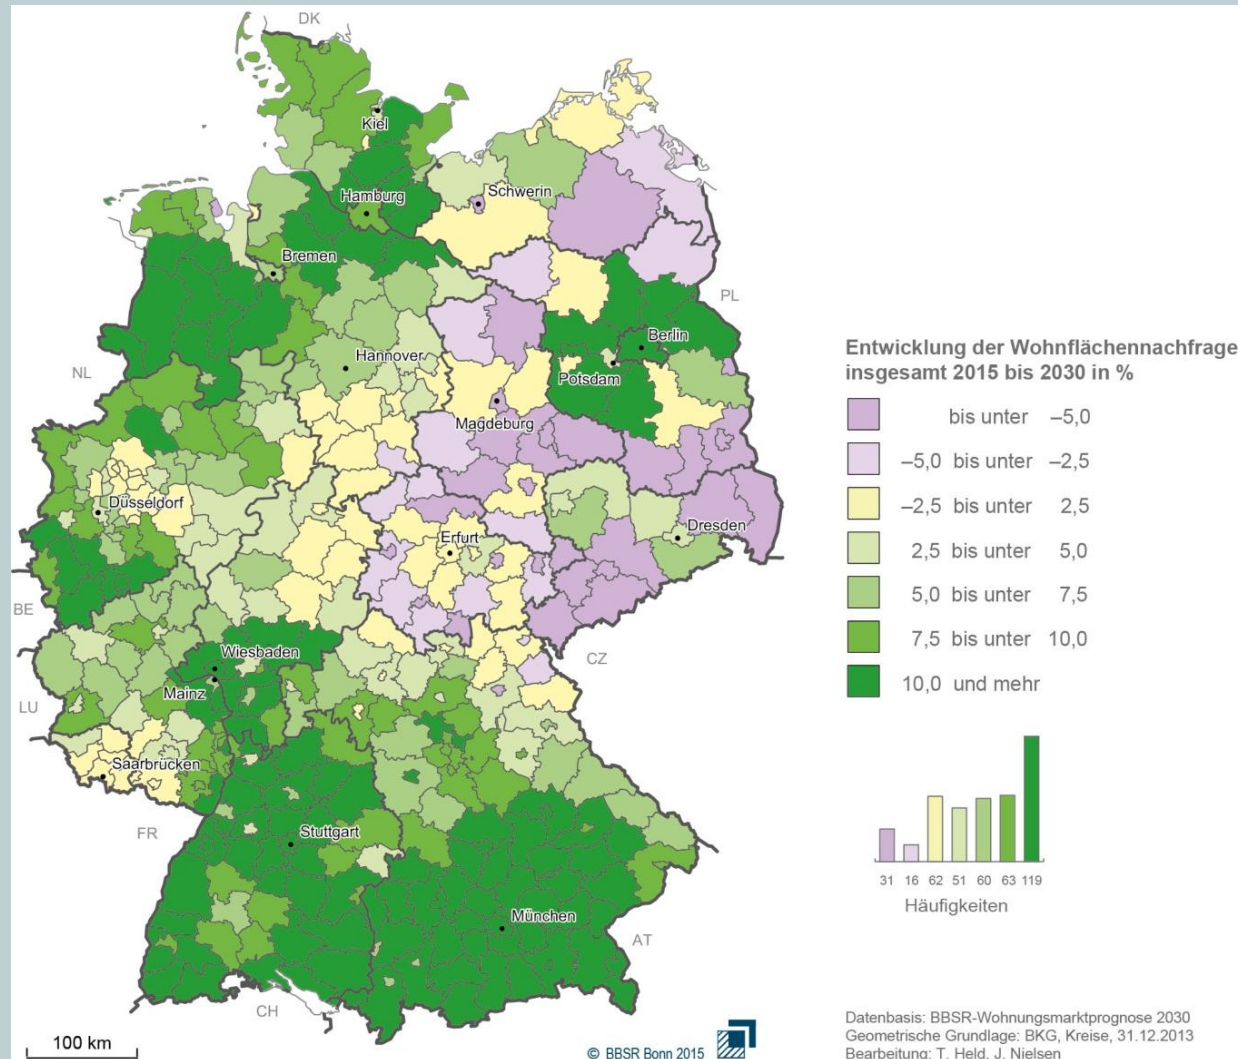 DK
Kiel
Hamburg
Schwerin
Bremen
PL
Berlin
Hannover
NL
Potsdam
Magdeburg
Düsseldorf
Dresden
Erfurt
BE
Wiesbaden
CZ
Mainz
LU
Saarbrücken
FR
Stuttgart
München
AT
CH
100 km
© BBSR Bonn 2015
Entwicklung der Wohnflächennachfrage
insgesamt 2015 bis 2030 in %
bis unter –5,0
–5,0 bis unter –2,5
–2,5 bis unter 2,5
2,5 bis unter 5,0
5,0 bis unter 7,5
7,5 bis unter 10,0
10,0 und mehr
31 16 62 51 60 63 119
Häufigkeiten
Datenbasis: BBSR-Wohnungsmarktprognose 2030
Geometrische Grundlage: BKG, Kreise, 31.12.2013
Bearbeitung: T. Held, J. Nielsen